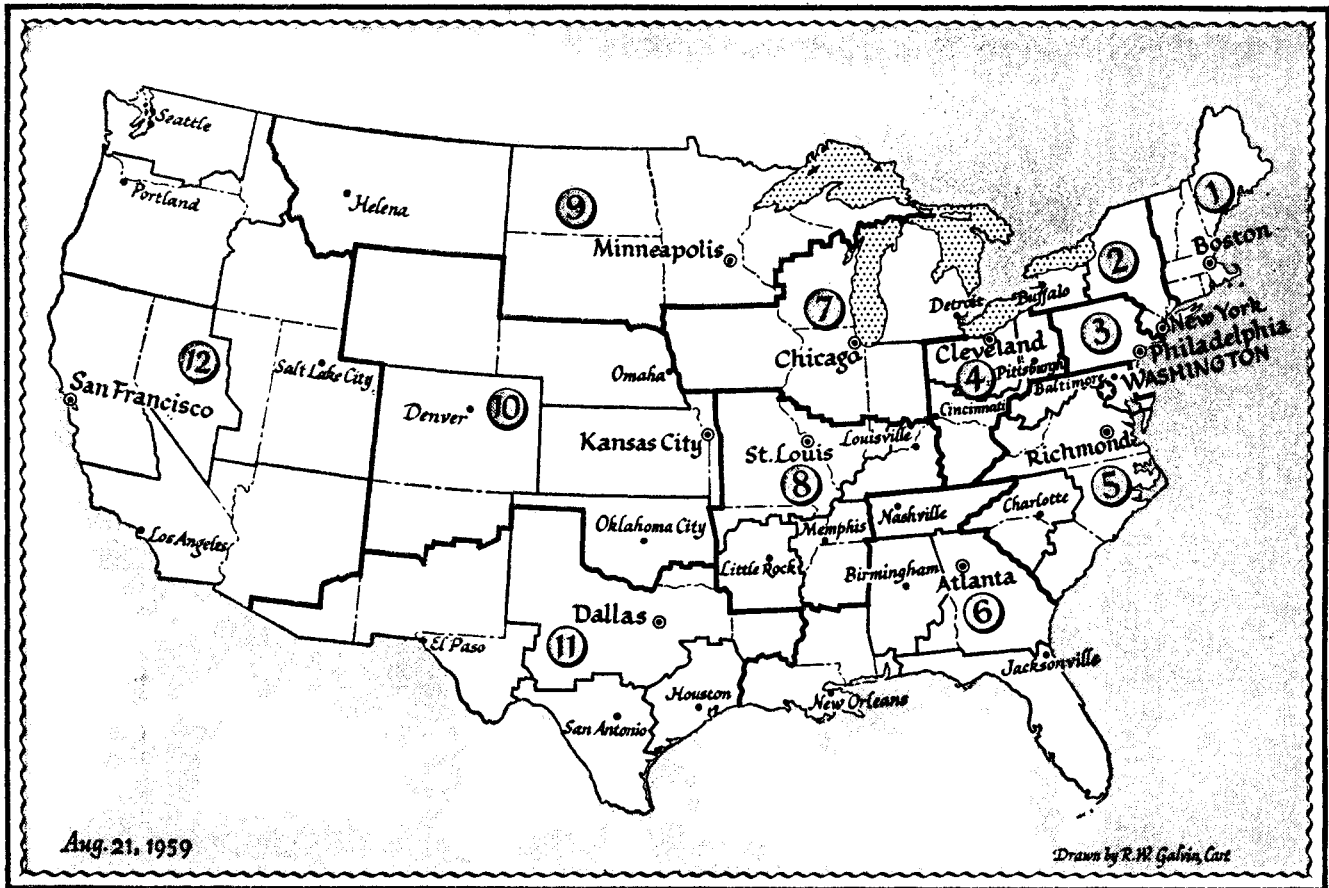 Seattle
Portland
Helena
9
Minneapolis
1
Boston
2
Buffalo
Detroit
7
Chicago
Cleveland
3
New York
Philadelphia
WASHINGTON
Pittsburgh
Baltimore
4
Cincinnati
12
Salt Lake City
San Francisco
Omaha
Denver
10
Kansas City
St. Louis
Louisville
Richmond
8
5
Charlotte
Nashville
Memphis
Oklahoma City
Los Angeles
Little Rock
Birmingham
Atlanta
6
Dallas
11
El Paso
Jacksonville
Houston
New Orleans
San Antonio
Aug. 21, 1959
Drawn by R.W. Galvin, Cart.